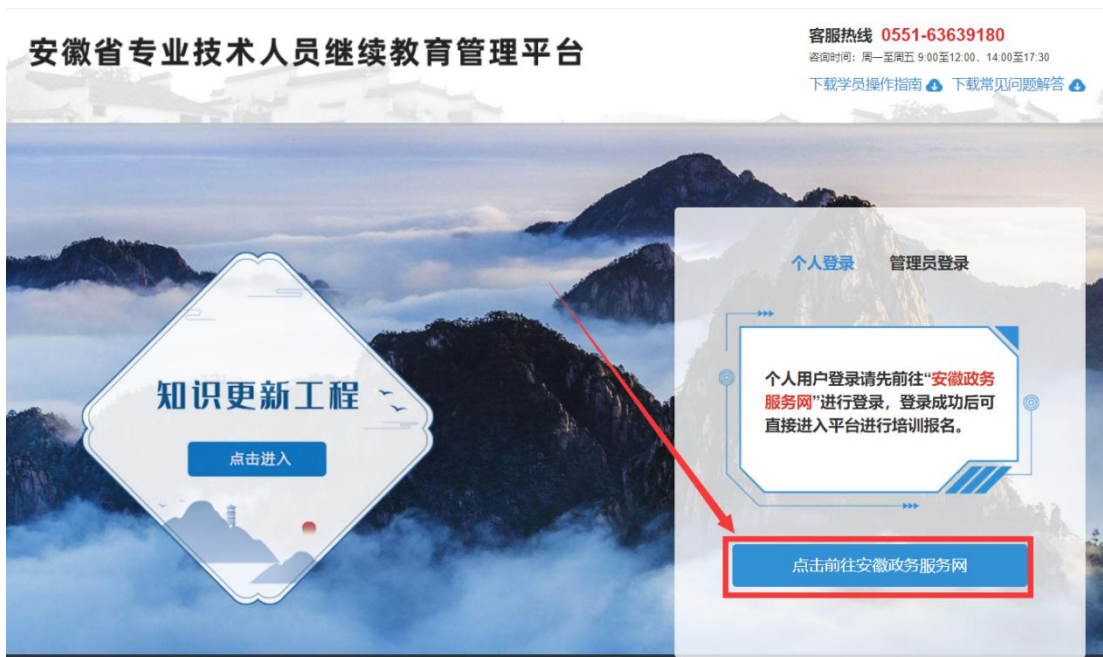 安徽省专业技术人员继续教育管理平台
客服热线 0551-63639180
咨询时间：周一至周五 9:00至12:00，14:00至17:30
下载学员操作指南 下载常见问题解答
个人登录 管理员登录
个人用户登录请先前往“安徽政务
服务网”进行登录，登录成功后可
直接进入平台进行培训报名。
知识更新工程
点击进入
点击前往安徽政务服务网